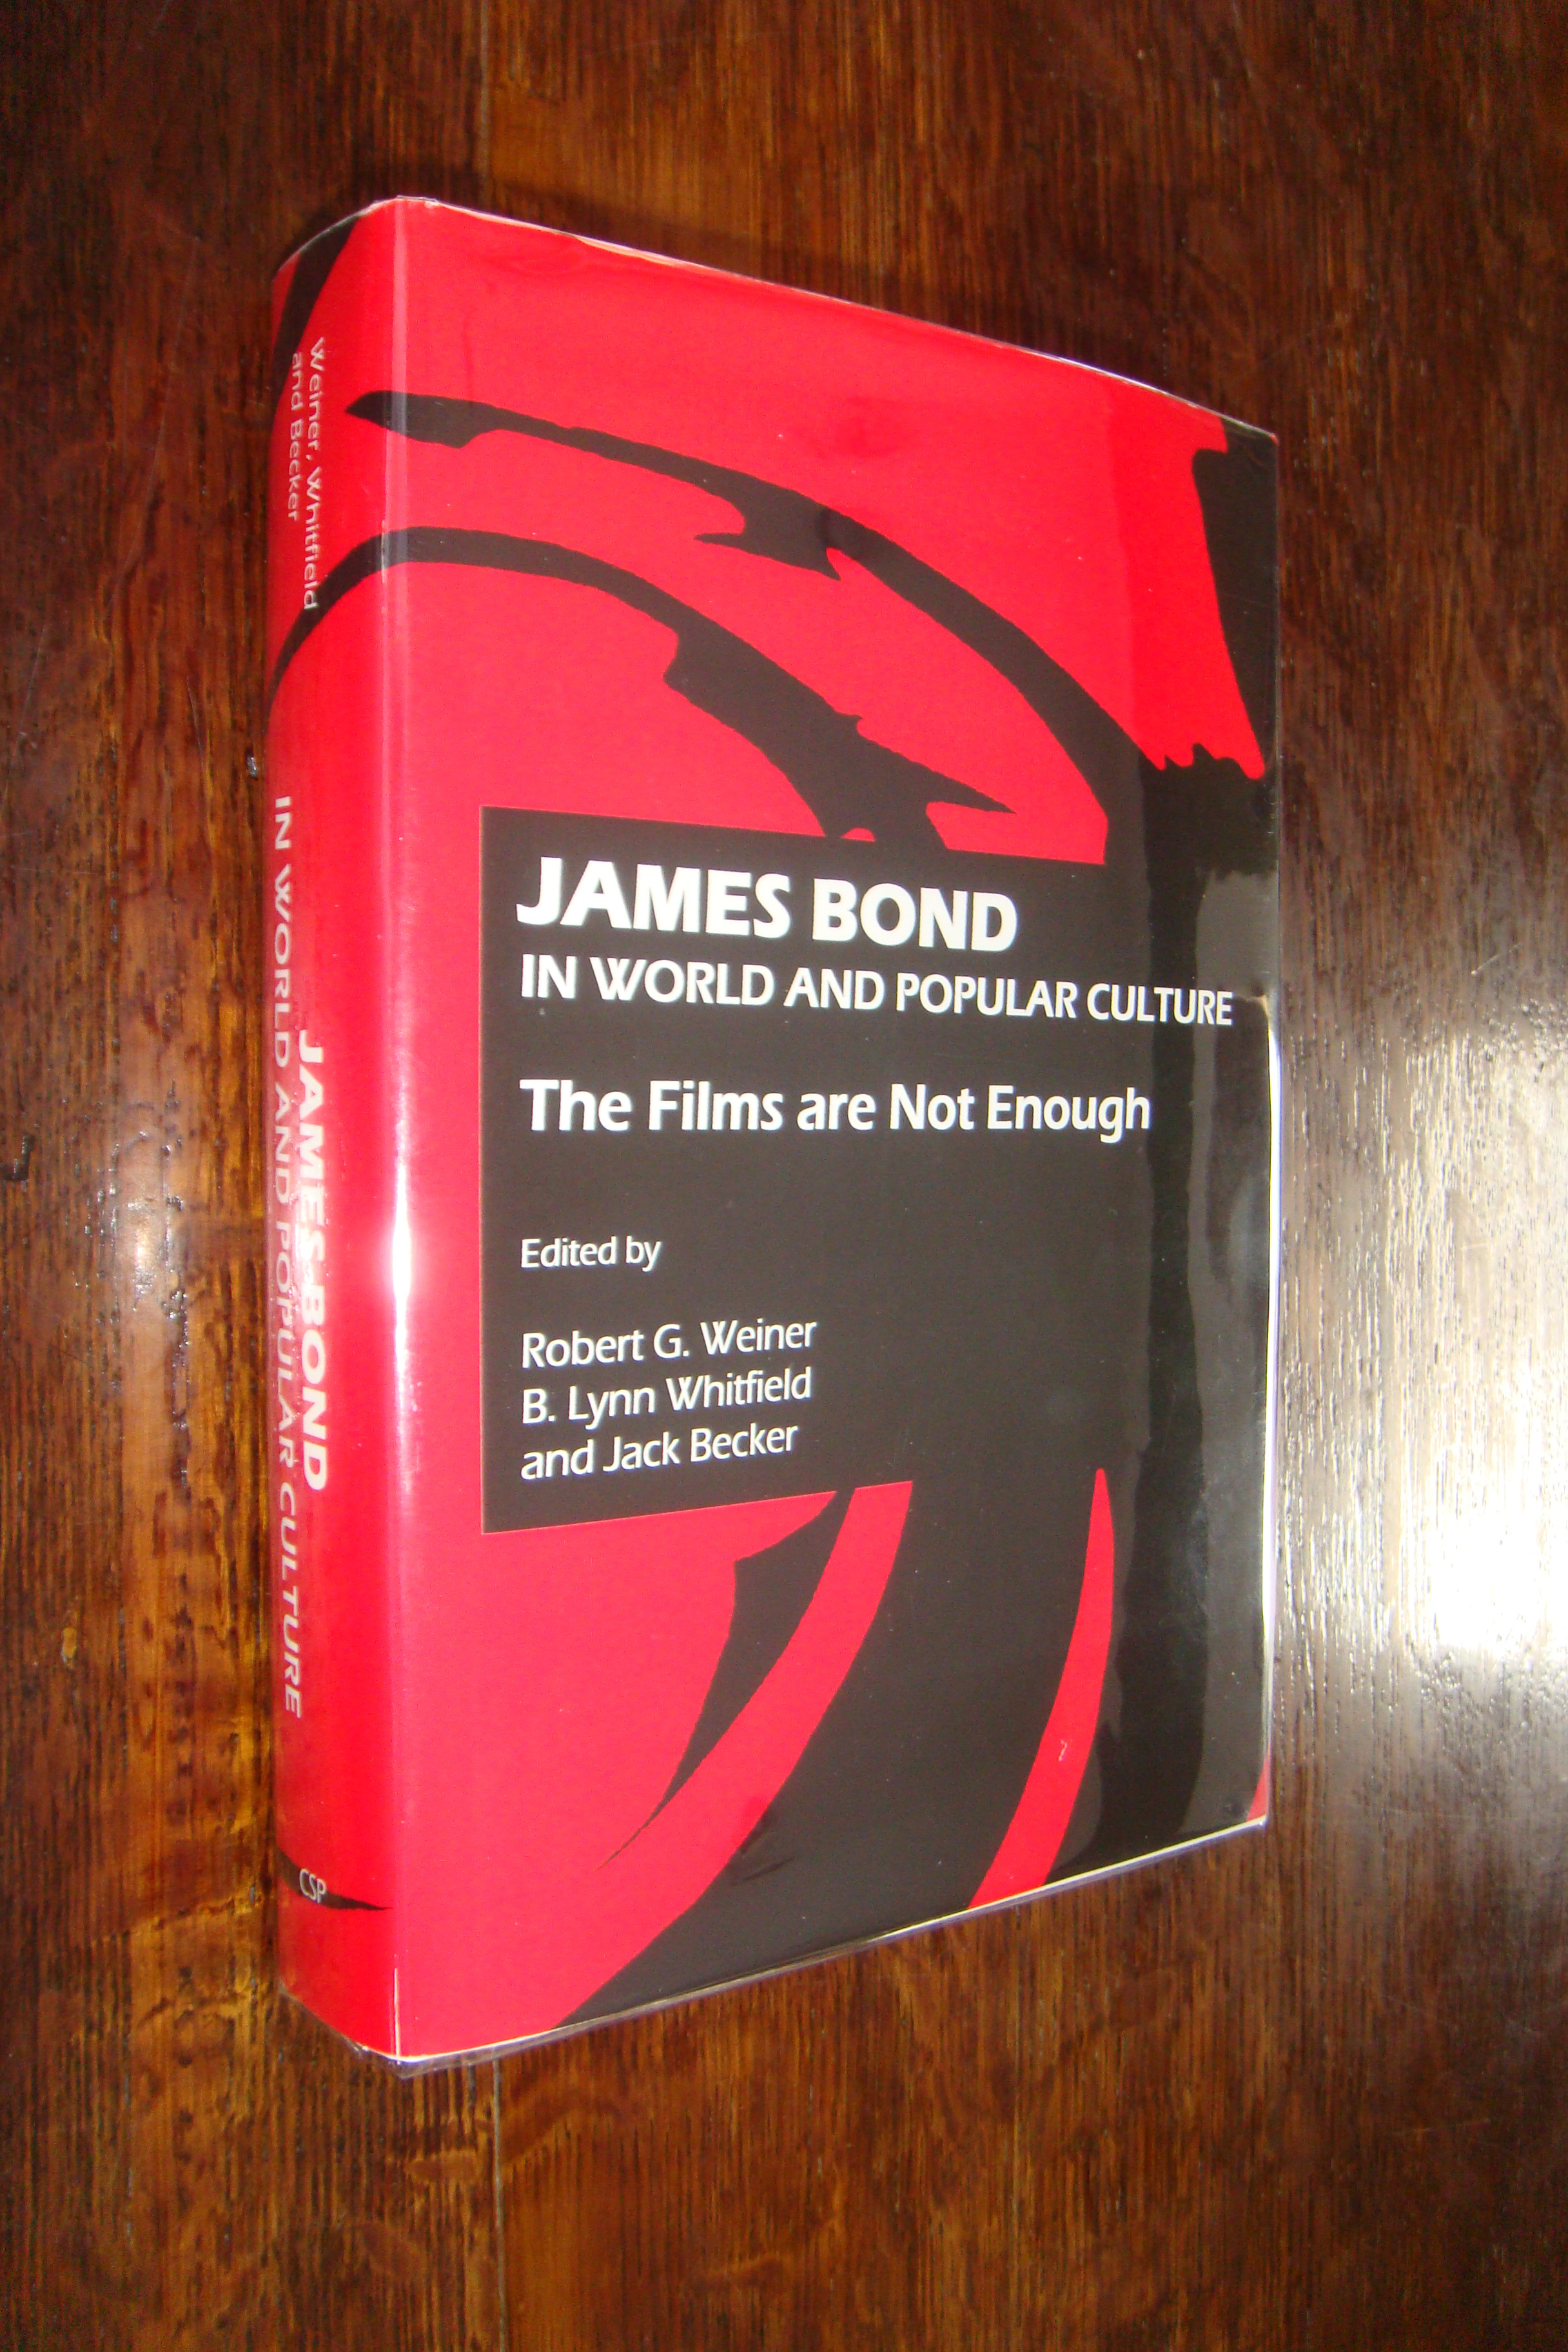 JAMES BOND
IN WORLD AND POPULAR CULTURE
The Films are Not Enough
Edited by
Robert G. Weiner
B. Lynn Whitfield
and Jack Becker
Weiner, Whitfield
and Becker
JAMES BOND
IN WORLD AND POPULAR CULTURE
CSP